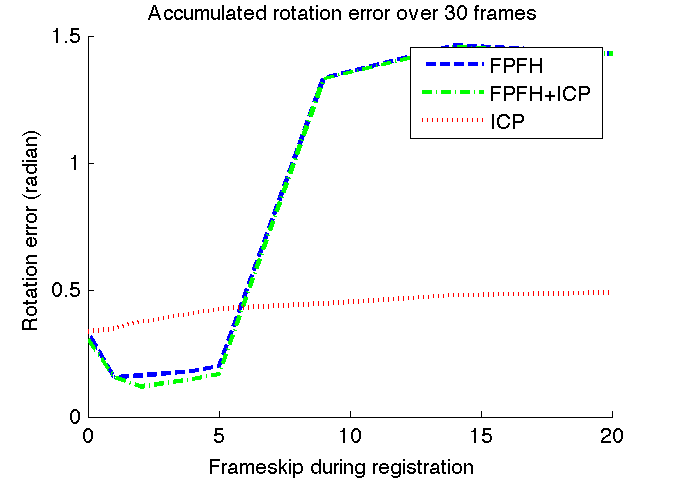 Accumulated rotation error over 30 frames
1.5
FPFH
FPFH+ICP
ICP
1
Rotation error (radian)
0.5
0
0 5 10 15 20
Frameskip during registration